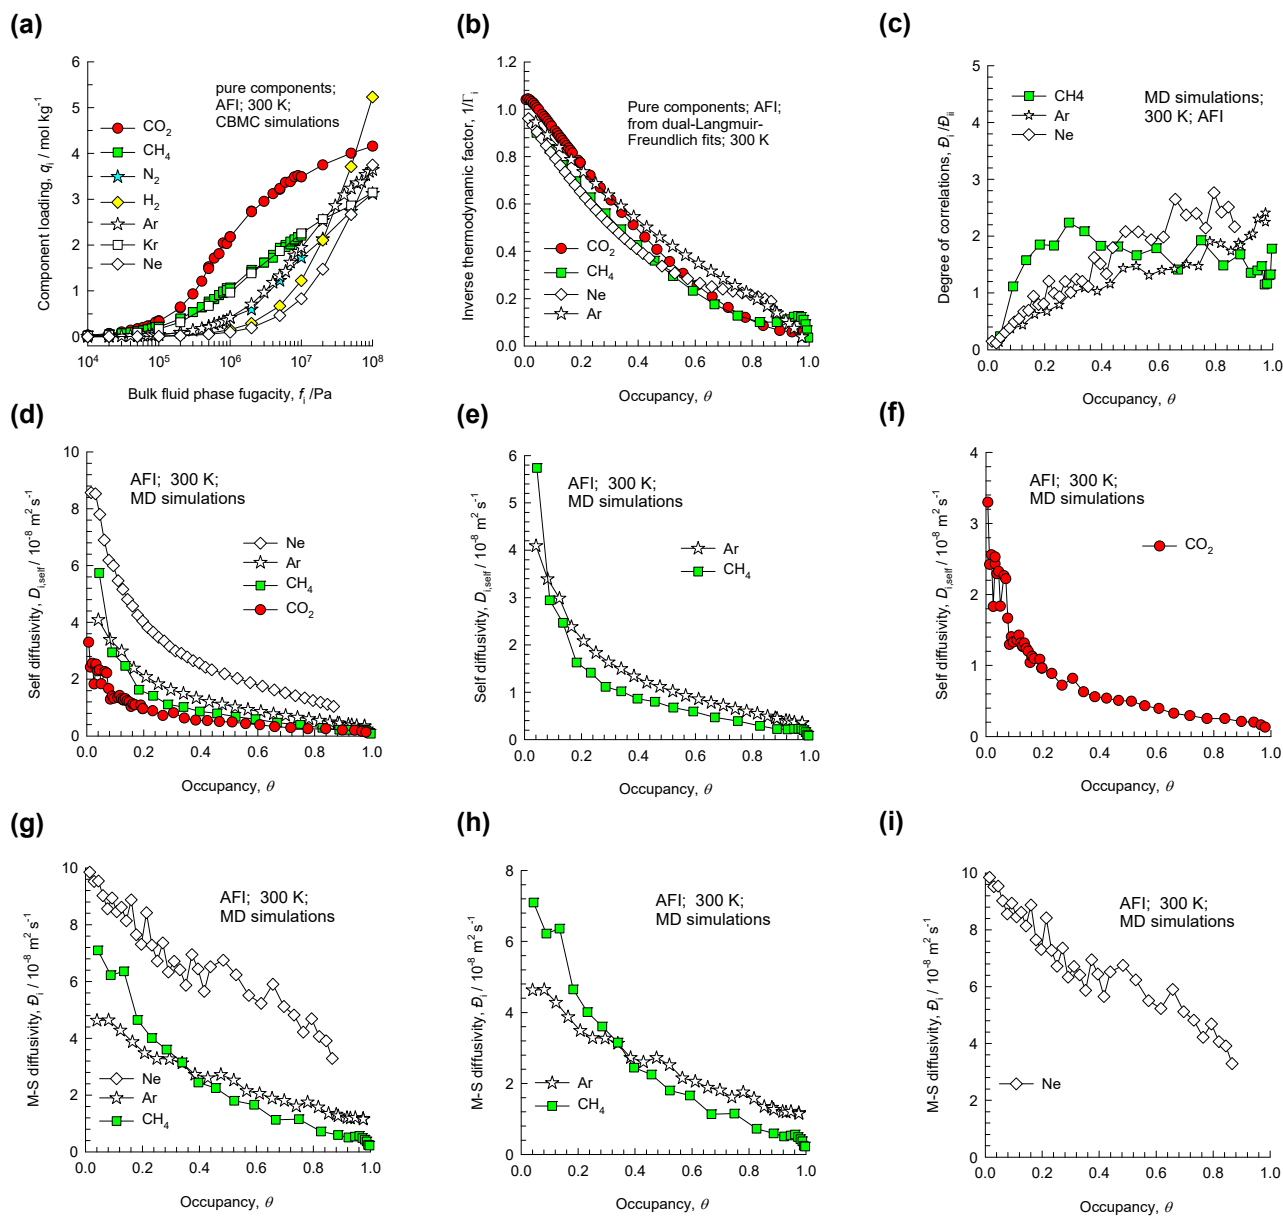 (a)
pure components;
AFI; 300 K;
CBMC simulations
CO2
CH4
N2
H2
Ar
Kr
Ne
Component loading, qi / mol kg-1
6
5
4
3
2
1
0
10^4 10^5 10^6 10^7 10^8
Bulk fluid phase fugacity, fi /Pa
(b)
Pure components; AFI;
from dual-Langmuir-
Freundlich fits; 300 K
CO2
CH4
Ne
Ar
Inverse thermodynamic factor, 1/Γi
1.2
1.0
0.8
0.6
0.4
0.2
0.0
0.0 0.2 0.4 0.6 0.8 1.0
Occupancy, θ
(c)
CH4
Ar
Ne
MD simulations;
300 K; AFI
Degree of correlations, Đi /Đii
5
4
3
2
1
0
0.0 0.2 0.4 0.6 0.8 1.0
Occupancy, θ
(d)
AFI; 300 K;
MD simulations
Ne
Ar
CH4
CO2
Self diffusivity, Di,self / 10-8 m2 s-1
10
8
6
4
2
0
0.0 0.2 0.4 0.6 0.8 1.0
Occupancy, θ
(e)
AFI; 300 K;
MD simulations
Ar
CH4
Self diffusivity, Di,self / 10-8 m2 s-1
6
5
4
3
2
1
0
0.0 0.2 0.4 0.6 0.8 1.0
Occupancy, θ
(f)
AFI; 300 K;
MD simulations
CO2
Self diffusivity, Di,self / 10-8 m2 s-1
4
3
2
1
0
0.0 0.2 0.4 0.6 0.8 1.0
Occupancy, θ
(g)
AFI; 300 K;
MD simulations
Ne
Ar
CH4
M-S diffusivity, Đi / 10-8 m2 s-1
10
8
6
4
2
0
0.0 0.2 0.4 0.6 0.8 1.0
Occupancy, θ
(h)
AFI; 300 K;
MD simulations
Ar
CH4
M-S diffusivity, Đi / 10-8 m2 s-1
8
6
4
2
0
0.0 0.2 0.4 0.6 0.8 1.0
Occupancy, θ
(i)
AFI; 300 K;
MD simulations
Ne
M-S diffusivity, Đi / 10-8 m2 s-1
10
8
6
4
2
0
0.0 0.2 0.4 0.6 0.8 1.0
Occupancy, θ